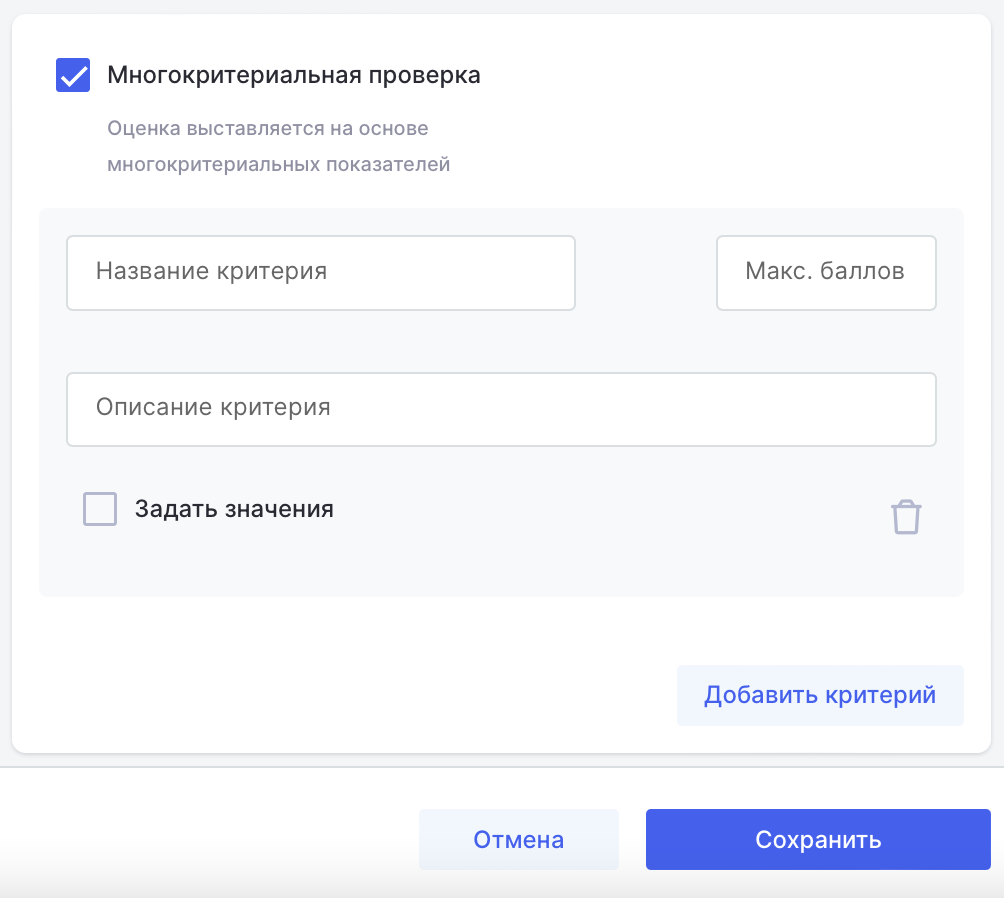 Многокритериальная проверка
Оценка выставляется на основе
многокритериальных показателей
Название критерия
Макс. баллов
Описание критерия
Задать значения
Добавить критерий
Отмена
Сохранить